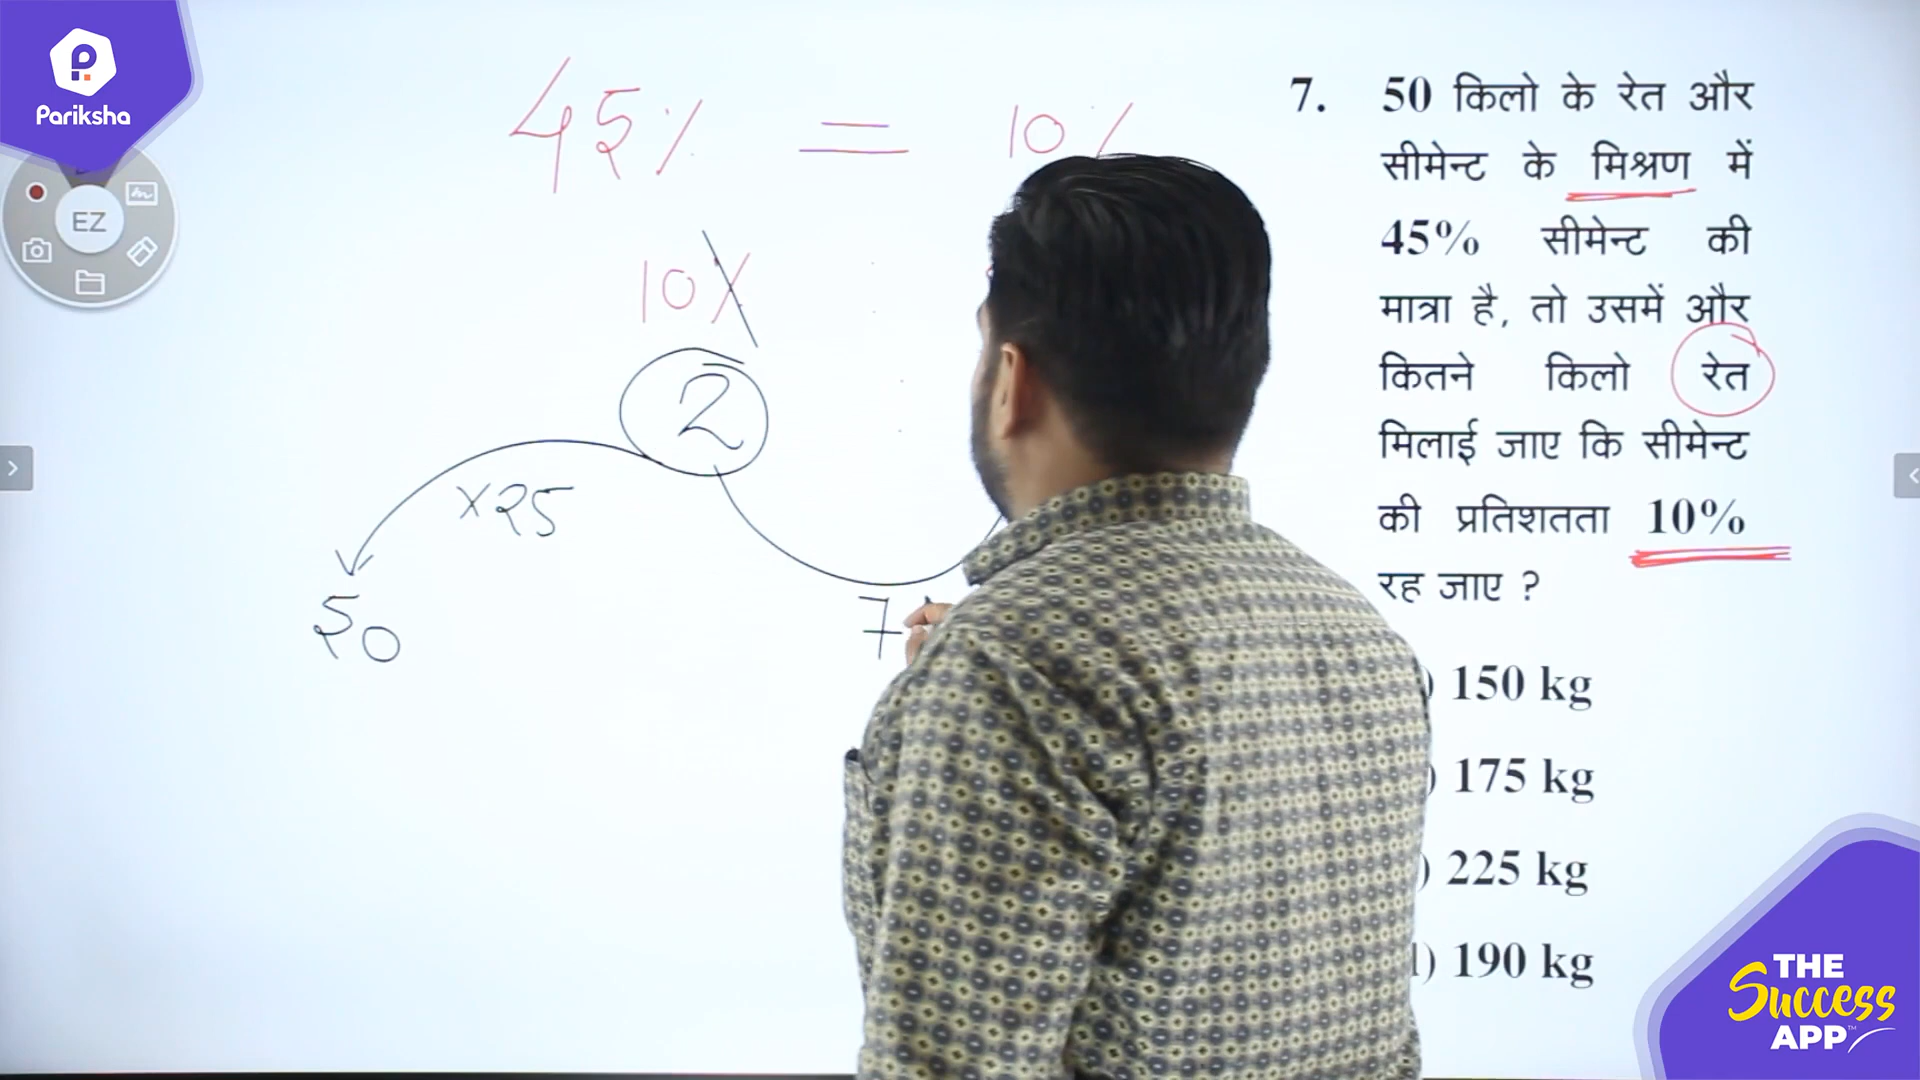 Pariksha
EZ
45% = 10%
10%
2
×25
50
7
7. 50 किलो के रेत और
सीमेन्ट के मिश्रण में
45% सीमेन्ट की
मात्रा है, तो उसमें और
कितने किलो रेत
मिलाई जाए कि सीमेन्ट
की प्रतिशतता 10%
रह जाए ?
) 150 kg
) 175 kg
) 225 kg
) 190 kg
THE
Success
APP™